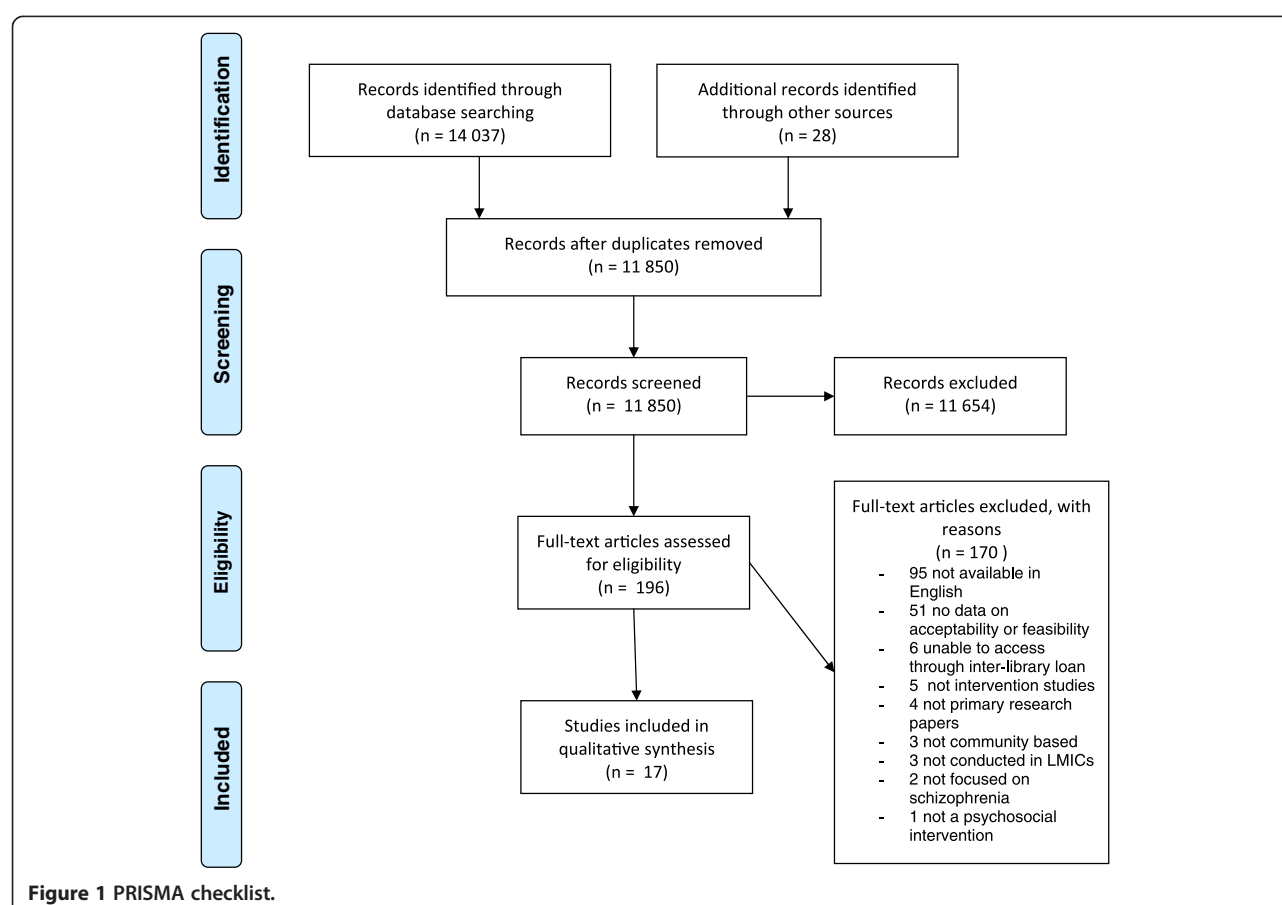 Identification
Records identified through
database searching
(n = 14 037)
Additional records identified
through other sources
(n = 28)
Records after duplicates removed
(n = 11 850)
Screening
Records screened
(n = 11 850)
Records excluded
(n = 11 654)
Eligibility
Full-text articles assessed
for eligibility
(n = 196)
Full-text articles excluded, with
reasons
(n = 170 )
- 95 not available in
English
- 51 no data on
acceptability or feasibility
- 6 unable to access
through inter-library loan
- 5 not intervention studies
- 4 not primary research
papers
- 3 not community based
- 3 not conducted in LMICs
- 2 not focused on
schizophrenia
- 1 not a psychosocial
intervention
Included
Studies included in
qualitative synthesis
(n = 17)
Figure 1 PRISMA checklist.